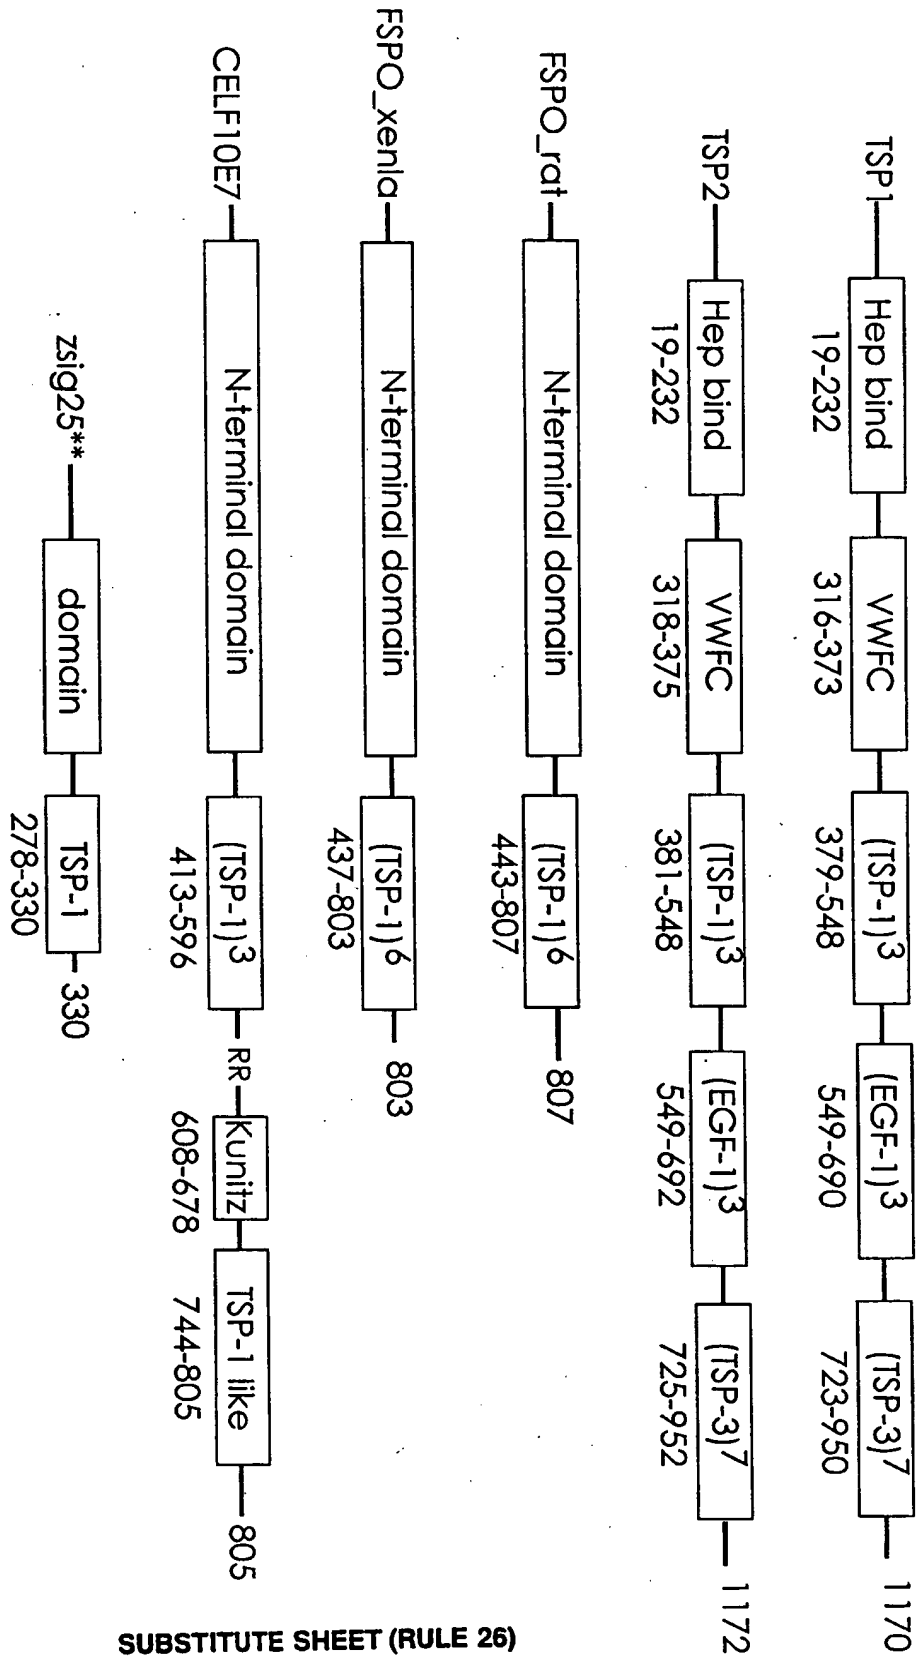 TSP1 Hep bind VWFC (TSP-1)3 (EGF-1)3 (TSP-3)7 1170
19-232 316-373 379-548 549-690 723-950
TSP2 Hep bind VWFC (TSP-1)3 (EGF-1)3 (TSP-3)7 1172
19-232 318-375 381-548 549-692 725-952
FSPO_rat N-terminal domain (TSP-1)6 807
443-807
FSPO_xenla N-terminal domain (TSP-1)6 803
437-803
CELF10E7 N-terminal domain (TSP-1)3 RR Kunitz TSP-1 like 805
413-596 608-678 744-805
zsig25** domain TSP-1 330
278-330
SUBSTITUTE SHEET (RULE 26)